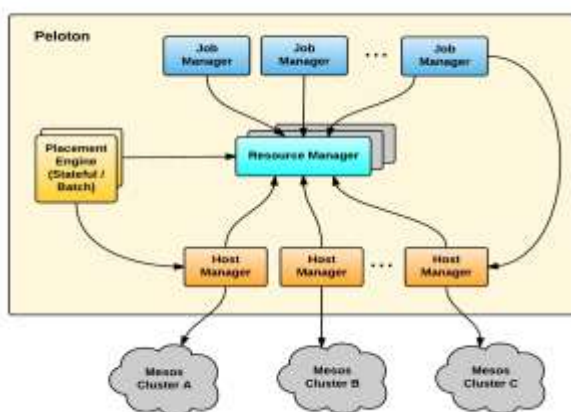 Peloton
Job
Manager
Job
Manager
...
Job
Manager
Placement
Engine
(Stateful /
Batch)
Resource Manager
Host
Manager
Host
Manager
...
Host
Manager
Mesos
Cluster A
Mesos
Cluster B
Mesos
Cluster C